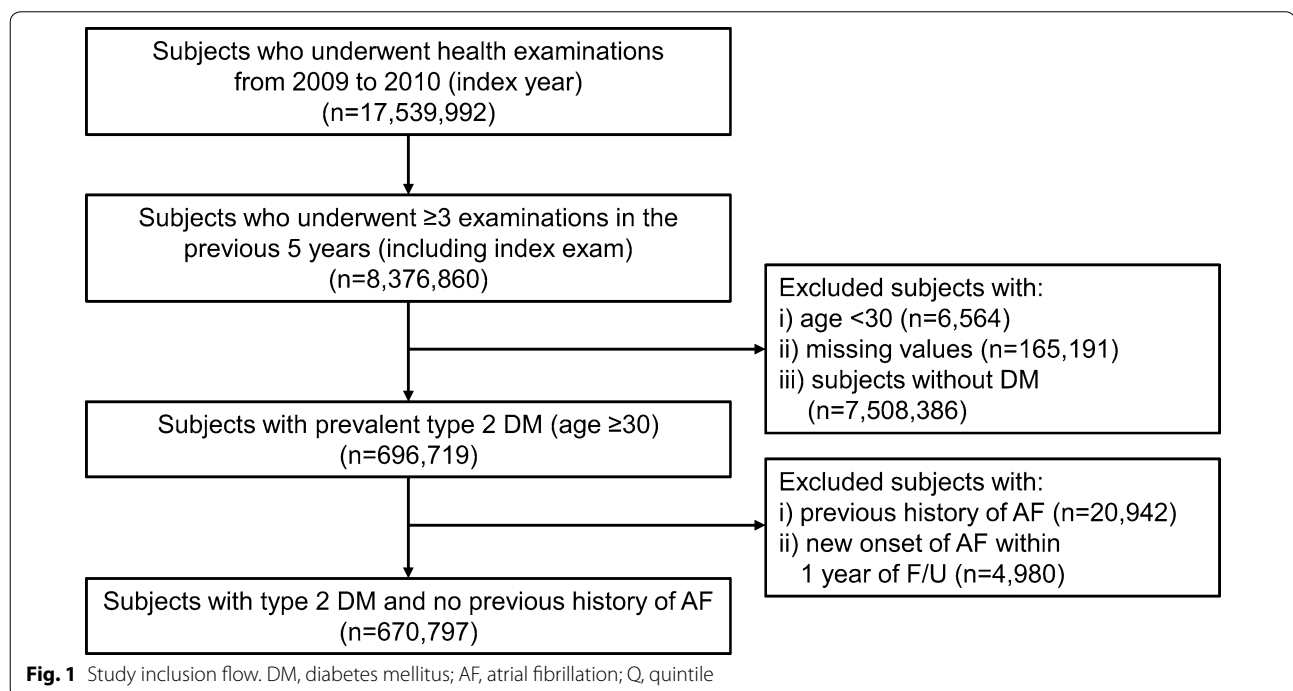 Subjects who underwent health examinations
from 2009 to 2010 (index year)
(n=17,539,992)
Subjects who underwent ≥3 examinations in the
previous 5 years (including index exam)
(n=8,376,860)
Excluded subjects with:
i) age <30 (n=6,564)
ii) missing values (n=165,191)
iii) subjects without DM
(n=7,508,386)
Subjects with prevalent type 2 DM (age ≥30)
(n=696,719)
Excluded subjects with:
i) previous history of AF (n=20,942)
ii) new onset of AF within
1 year of F/U (n=4,980)
Subjects with type 2 DM and no previous history of AF
(n=670,797)
Fig. 1 Study inclusion flow. DM, diabetes mellitus; AF, atrial fibrillation; Q, quintile